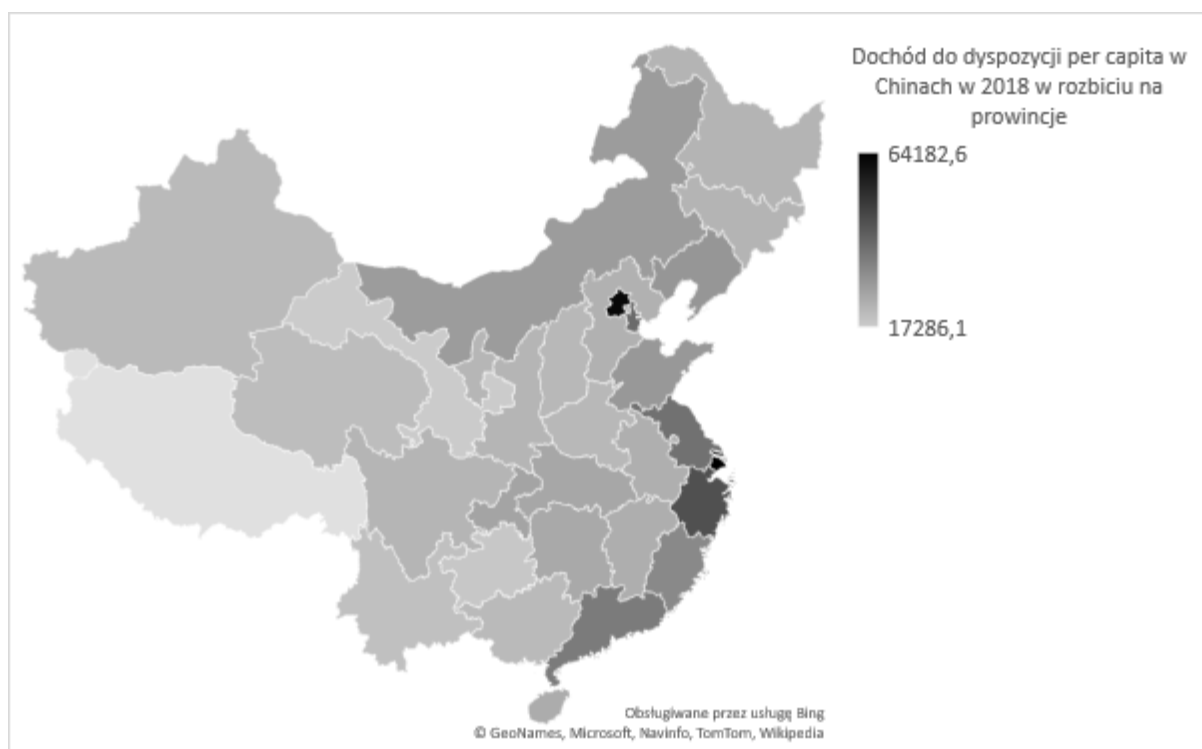 Dochód do dyspozycji per capita w
Chinach w 2018 w rozbiciu na
prowincje
64182,6
17286,1
Obsługiwane przez usługę Bing
© GeoNames, Microsoft, Navinfo, TomTom, Wikipedia